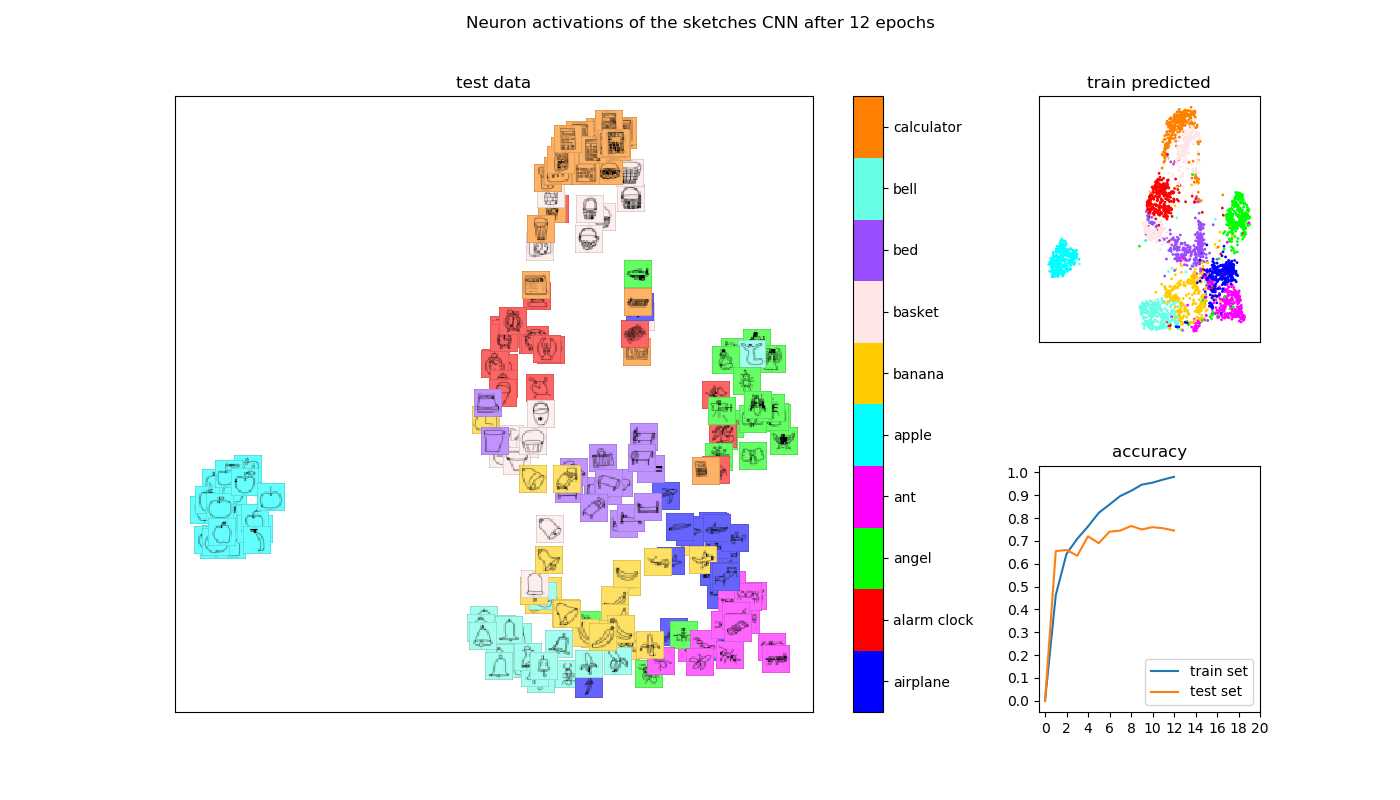 Neuron activations of the sketches CNN after 12 epochs
test data
calculator
bell
bed
basket
banana
apple
ant
angel
alarm clock
airplane
train predicted
accuracy
1.0
0.9
0.8
0.7
0.6
0.5
0.4
0.3
0.2
0.1
0.0
train set
test set
0 2 4 6 8 10 12 14 16 18 20